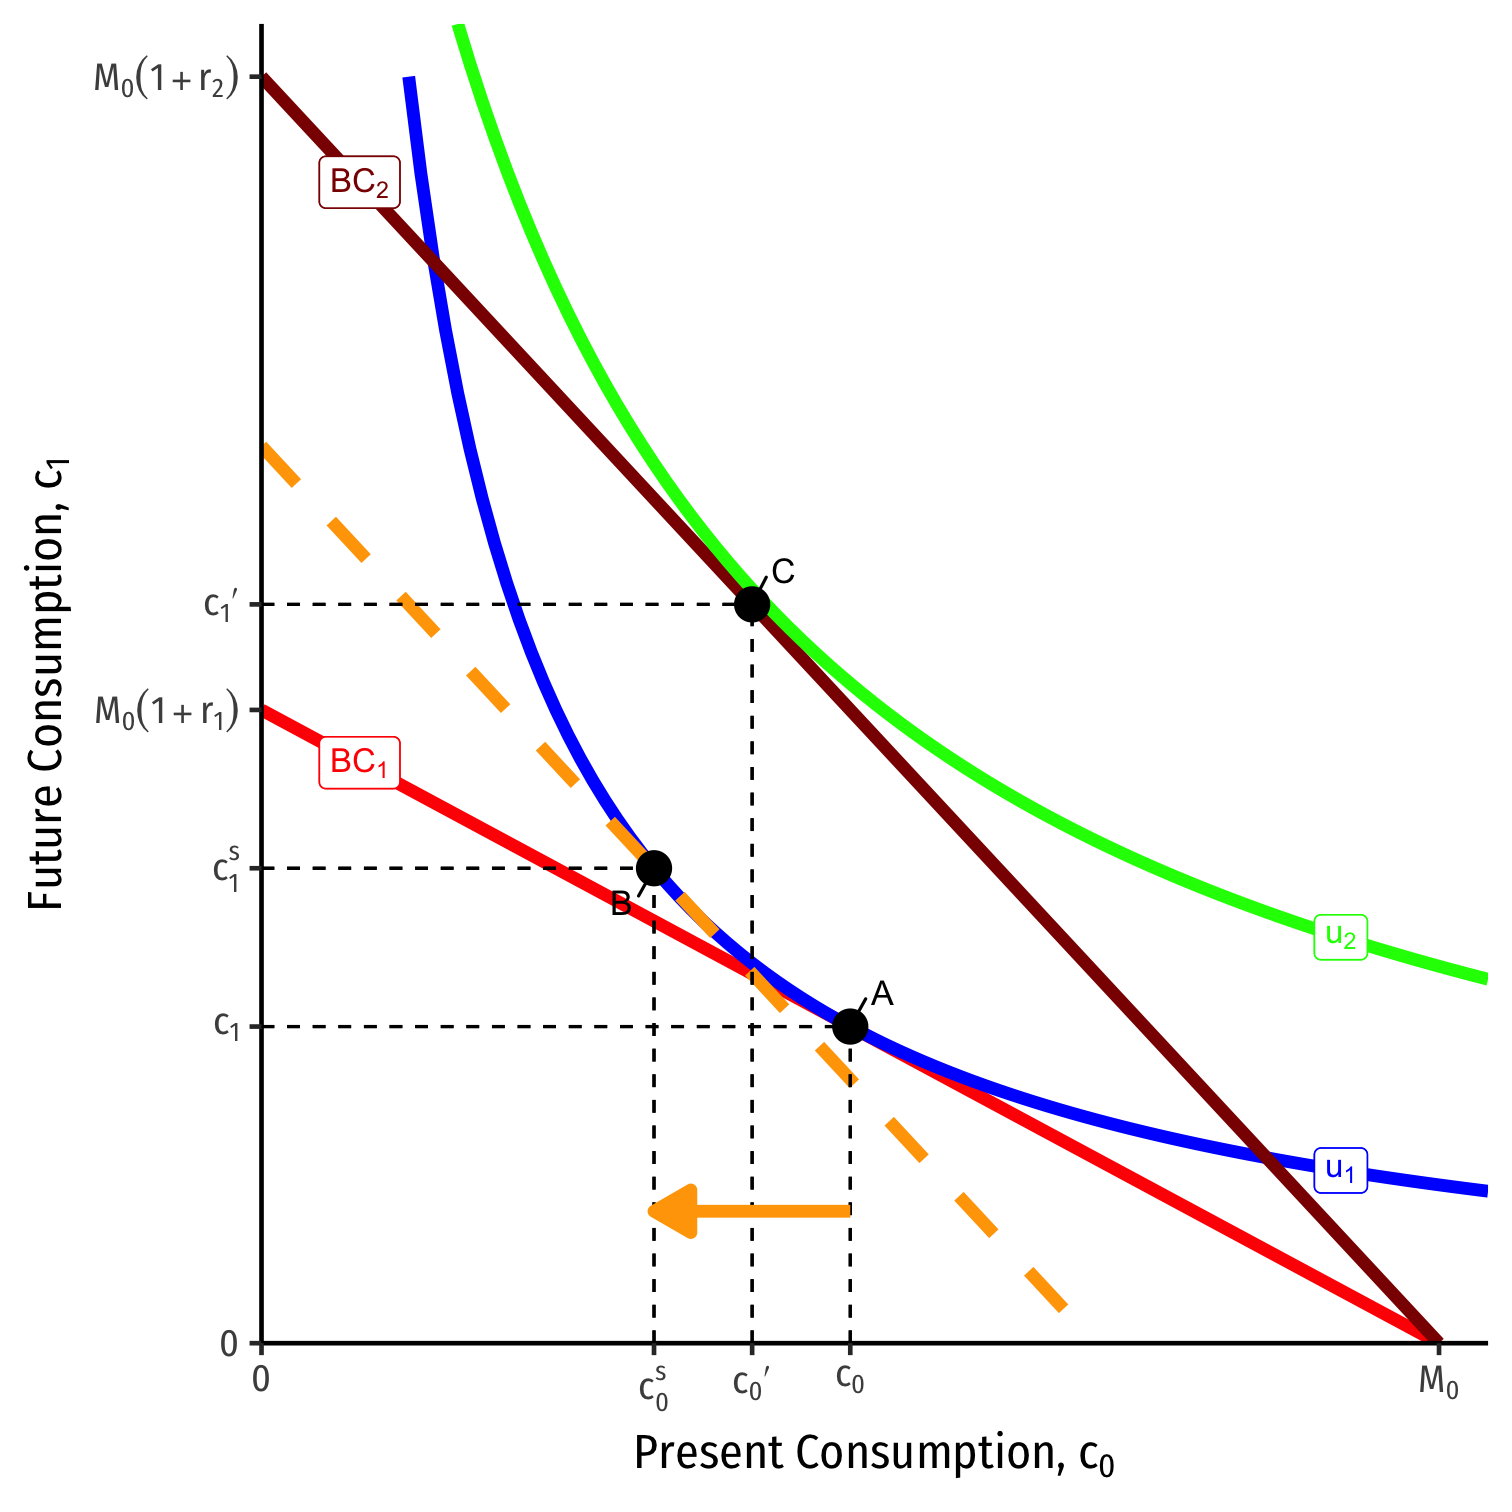 M₀(1 + r₂)
BC₂
C
c₁′
M₀(1 + r₁)
BC₁
c₁ˢ
B
u₂
A
c₁
u₁
0
0
c₀ˢ
c₀′
c₀
M₀
Present Consumption, c₀
Future Consumption, c₁